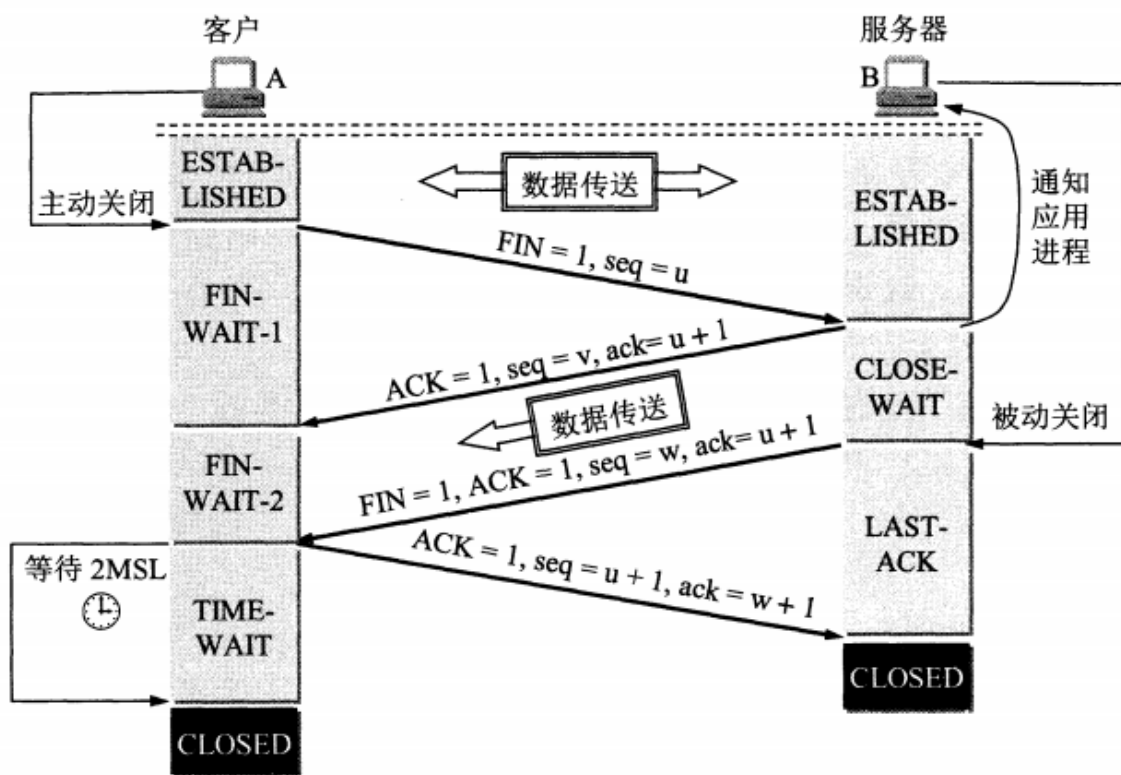 客户
服务器
A
B
ESTAB-
LISHED
数据传送
ESTAB-
LISHED
通知
应用
进程
主动关闭
FIN = 1, seq = u
FIN-
WAIT-1
ACK = 1, seq = v, ack= u + 1
CLOSE-
WAIT
数据传送
被动关闭
FIN-
WAIT-2
FIN = 1, ACK = 1, seq = w, ack= u + 1
LAST-
ACK
等待 2MSL
ACK = 1, seq = u + 1, ack = w + 1
TIME-
WAIT
CLOSED
CLOSED